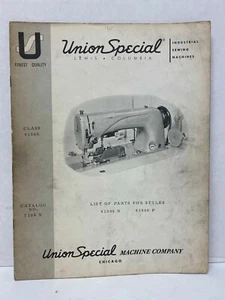 U
FINEST QUALITY
Union Special
LEWIS • COLUMBIA
INDUSTRIAL
SEWING
MACHINES
CLASS
CATALOG
NO.
LIST OF PARTS FOR STYLES
Union Special MACHINE COMPANY
CHICAGO